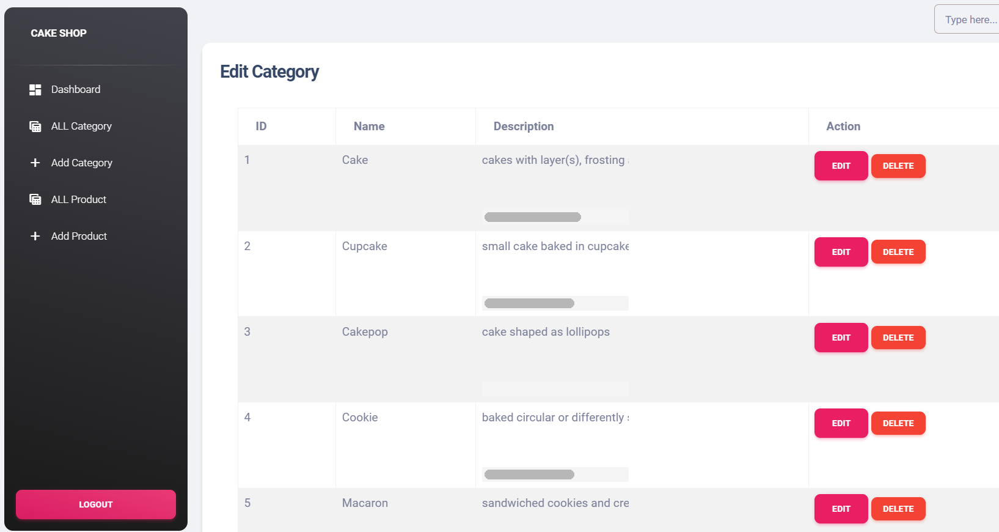 CAKE SHOP
Type here...
Dashboard
ALL Category
Add Category
ALL Product
Add Product
LOGOUT
Edit Category
ID Name Description Action
1 Cake cakes with layer(s), frosting EDIT DELETE
2 Cupcake small cake baked in cupcake EDIT DELETE
3 Cakepop cake shaped as lollipops EDIT DELETE
4 Cookie baked circular or differently EDIT DELETE
5 Macaron sandwiched cookies and cre EDIT DELETE